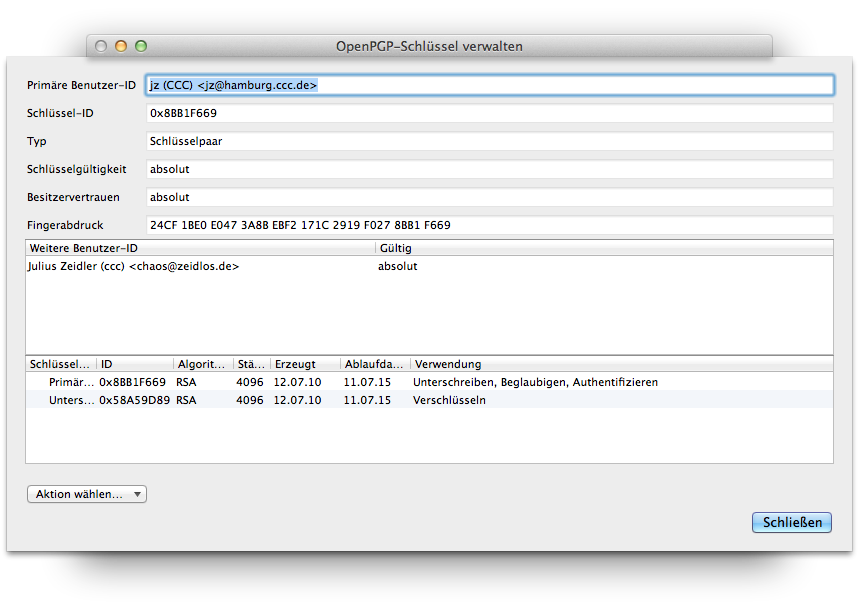 OpenPGP-Schlüssel verwalten
Primäre Benutzer-ID jz (CCC) <jz@hamburg.ccc.de>
Schlüssel-ID 0x8BB1F669
Typ Schlüsselpaar
Schlüsselgültigkeit absolut
Besitzervertrauen absolut
Fingerabdruck 24CF 1BE0 E047 3A8B EBF2 171C 2919 F027 8BB1 F669
Weitere Benutzer-ID Gültig
Julius Zeidler (ccc) <chaos@zeidlos.de> absolut
Schlüssel... ID Algorit... Stä... Erzeugt Ablaufda... Verwendung
Primär... 0x8BB1F669 RSA 4096 12.07.10 11.07.15 Unterschreiben, Beglaubigen, Authentifizieren
Unters... 0x58A59D89 RSA 4096 12.07.10 11.07.15 Verschlüsseln
Aktion wählen...
Schließen